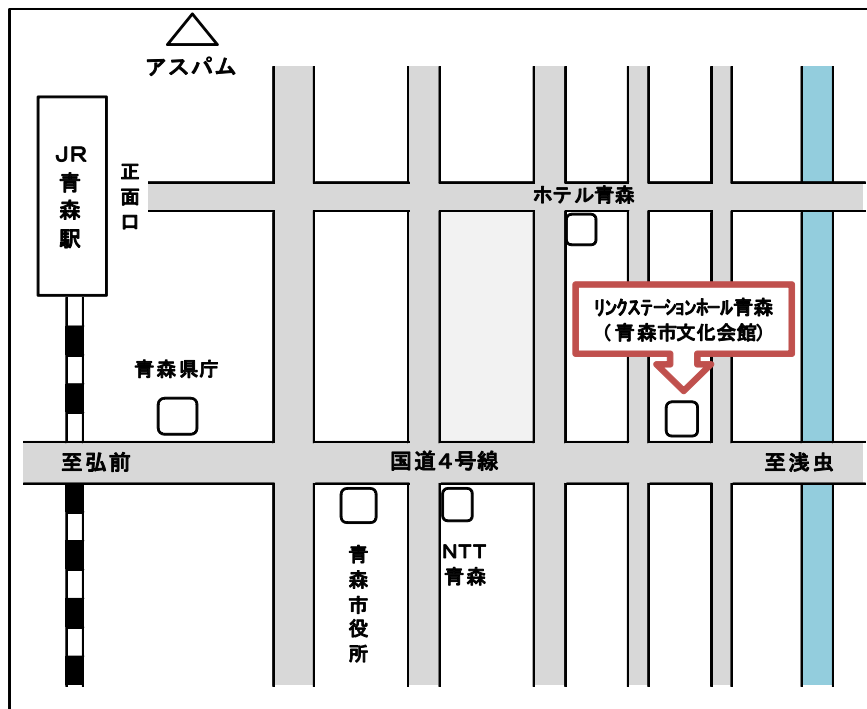 アスパム
JR
青森駅
正面口
ホテル青森
リンクステーションホール青森
(青森市文化会館)
青森県庁
至弘前
国道4号線
至浅虫
青森市役所
NTT
青森